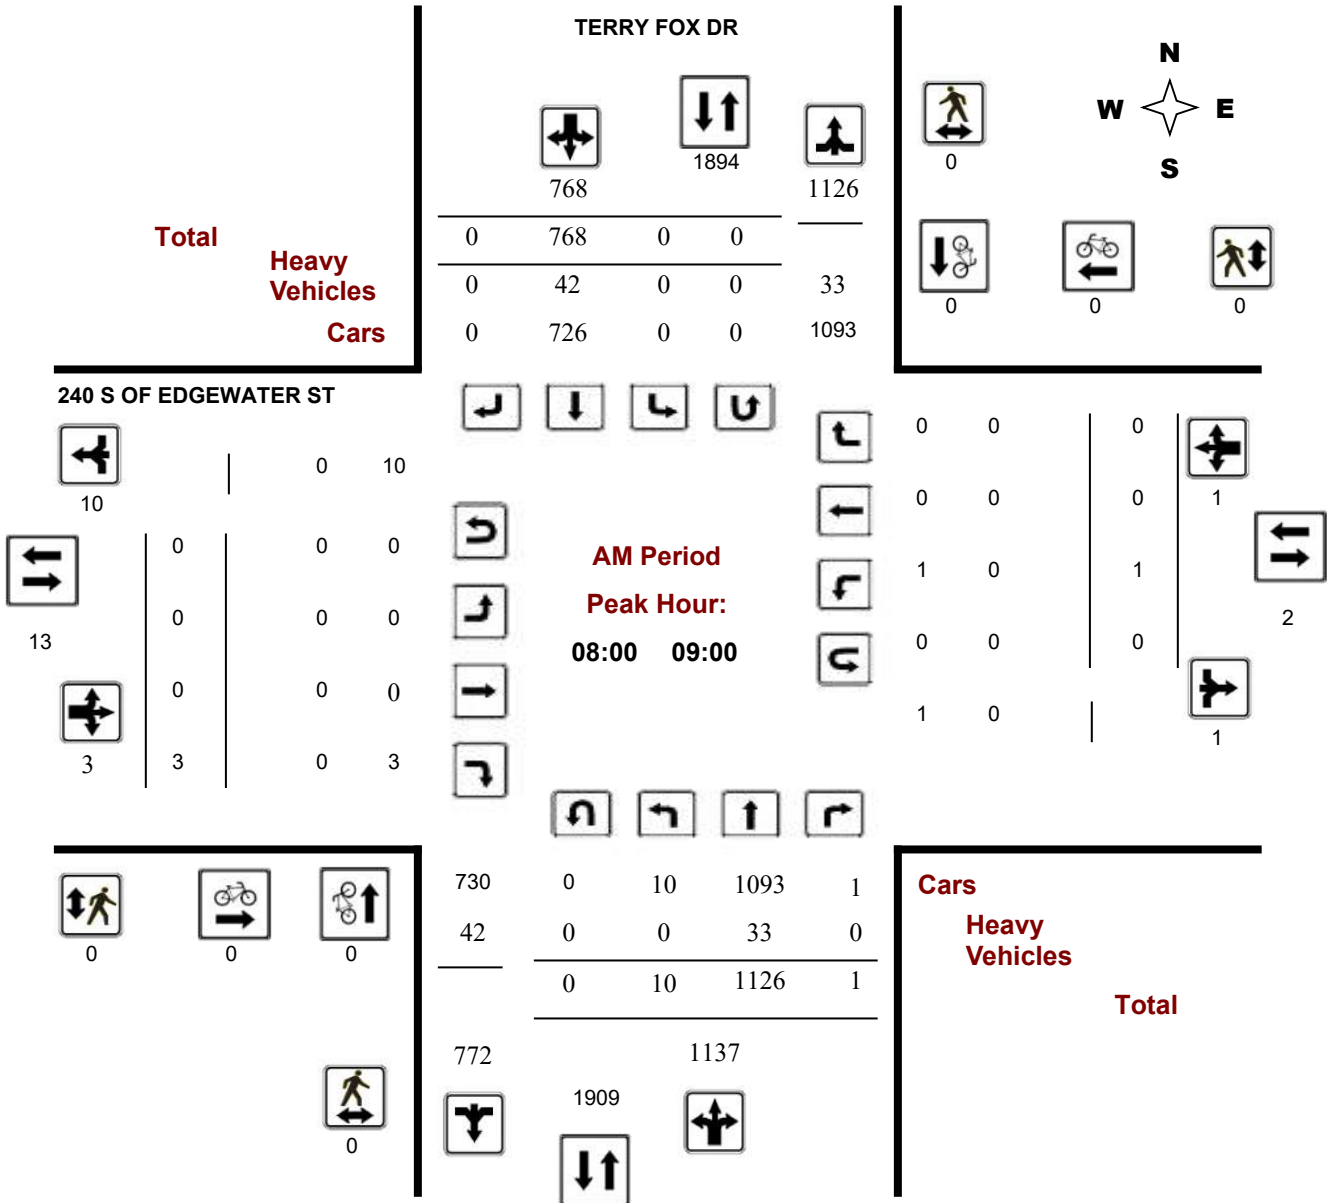 TERRY FOX DR
N
W E
S
0
1894
768 1126
Total 0 768 0 0
Heavy
Vehicles 0 42 0 0 33
0 0 0
Cars 0 726 0 0 1093
240 S OF EDGEWATER ST
0 0 0
0 10
10
0 0 0 1
0 0 0
AM Period
1 0 1
0 0 0
Peak Hour:
2
13
08:00 09:00
0 0 0
0 0 0
1 0
1
3 3 0 3
730 0 10 1093 1
Cars
42 0 0 33 0
Heavy
Vehicles
0 0 0
0 10 1126 1
Total
772 1137
1909
0